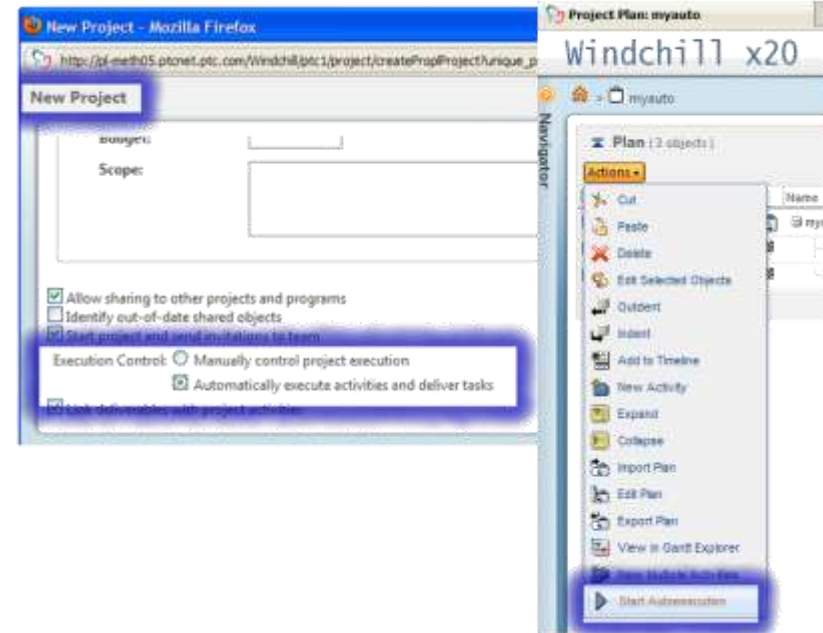 New Project - Mozilla Firefox
http://pl-meth05.ptcnet.ptc.com/Windchill/ptc1/project/createPropProject?unique_p
New Project
Budget:
Scope:
Allow sharing to other projects and programs
Identify out-of-date shared objects
Start project and send invitations to team
Execution Control: Manually control project execution
Automatically execute activities and deliver tasks
Link deliverables with project activities
Project Plan: myauto
Windchill x20
» myauto
Navigator
Plan (3 objects)
Actions
Name
Cut
mya
Paste
Delete
Edit Selected Objects
Outdent
Indent
Add to Timeline
New Activity
Expand
Collapse
Import Plan
Edit Plan
Export Plan
View in Gantt Explorer
Start Autoexecution